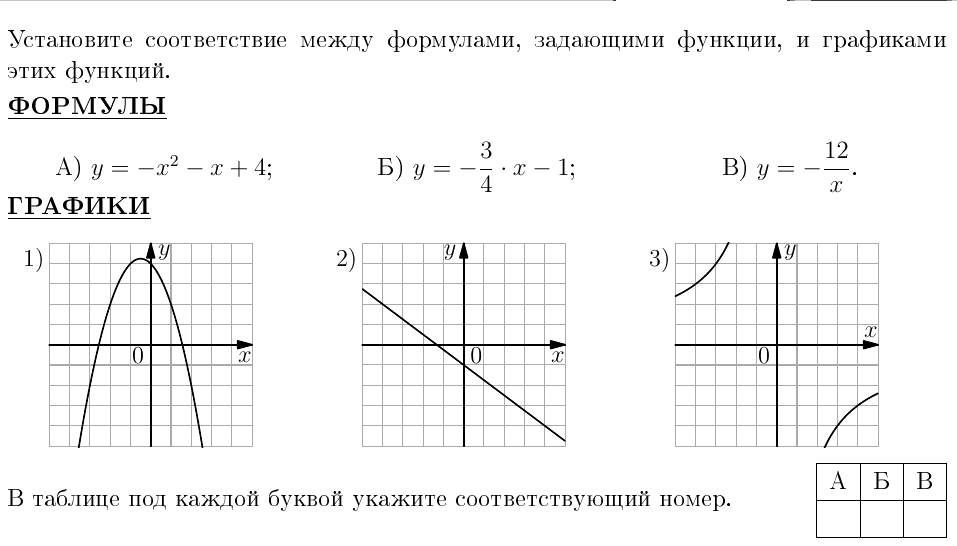 Установите соответствие между формулами, задающими функции, и графиками
этих функций.
ФОРМУЛЫ
А) y = −x² − x + 4; Б) y = −3/4 · x − 1; В) y = −12/x.
ГРАФИКИ
1) y 0 x
2) y 0 x
3) y 0 x
А Б В
В таблице под каждой буквой укажите соответствующий номер.